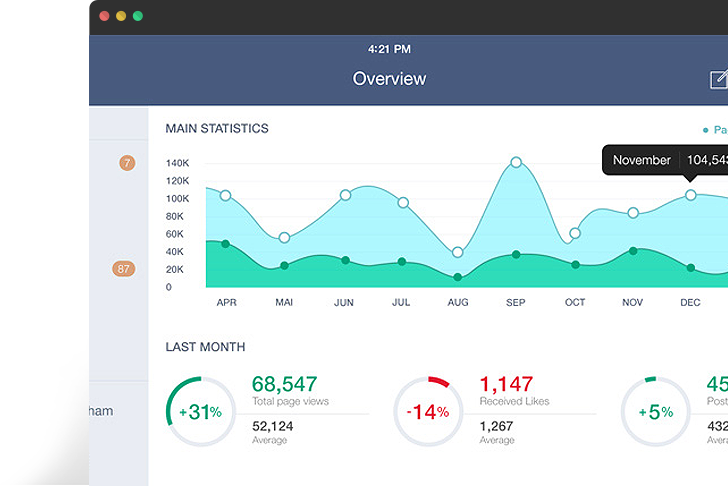 4:21 PM
Overview
MAIN STATISTICS
Pa
7
November 104,543
140K
120K
100K
80K
60K
40K
20K
0
87
APR MAI JUN JUL AUG SEP OCT NOV DEC
LAST MONTH
+31%
68,547
Total page views
52,124
Average
-14%
1,147
Received Likes
1,267
Average
+5%
45
Post
432
Avera
ham